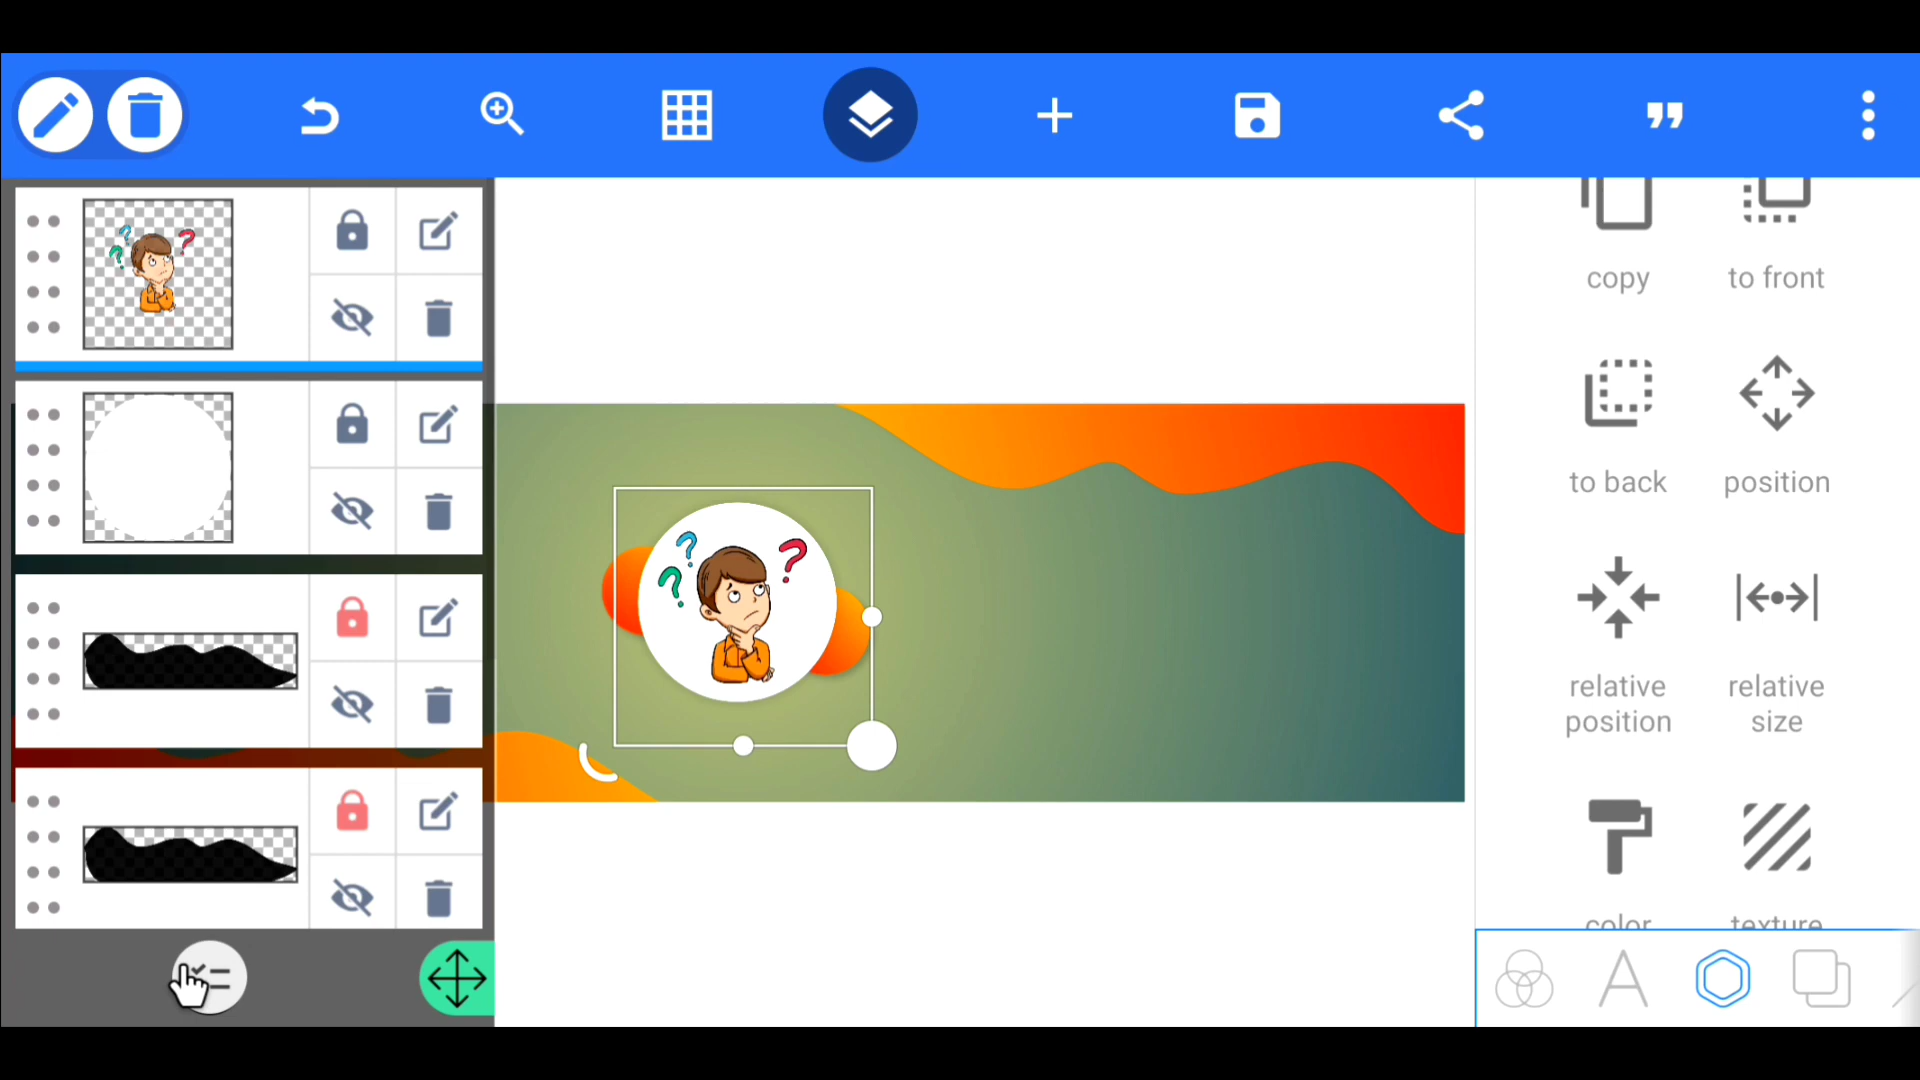 copy
to front
to back
position
relative
position
relative
size
color
texture